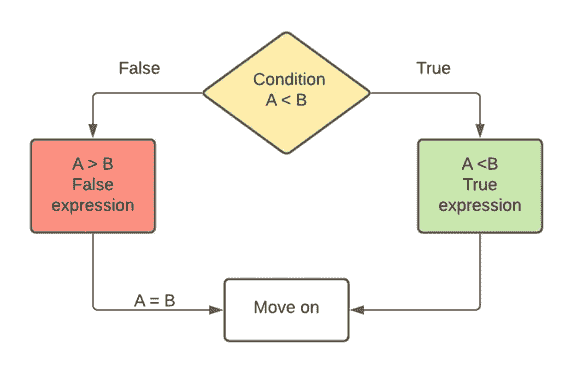 False
True
Condition
A < B
A > B
False
expression
A <B
True
expression
A = B
Move on